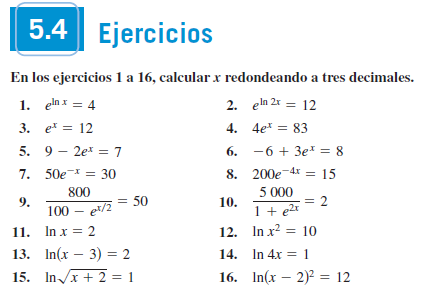 5.4 Ejercicios
En los ejercicios 1 a 16, calcular x redondeando a tres decimales.
1. e^{ln x} = 4 2. e^{ln 2x} = 12
3. e^x = 12 4. 4e^x = 83
5. 9 − 2e^x = 7 6. −6 + 3e^x = 8
7. 50e^{−x} = 30 8. 200e^{−4x} = 15
9. \frac{800}{100 − e^{x/2}} = 50 10. \frac{5 000}{1 + e^{2x}} = 2
11. ln x = 2 12. ln x^2 = 10
13. ln(x − 3) = 2 14. ln 4x = 1
15. ln √(x + 2) = 1 16. ln(x − 2)^2 = 12